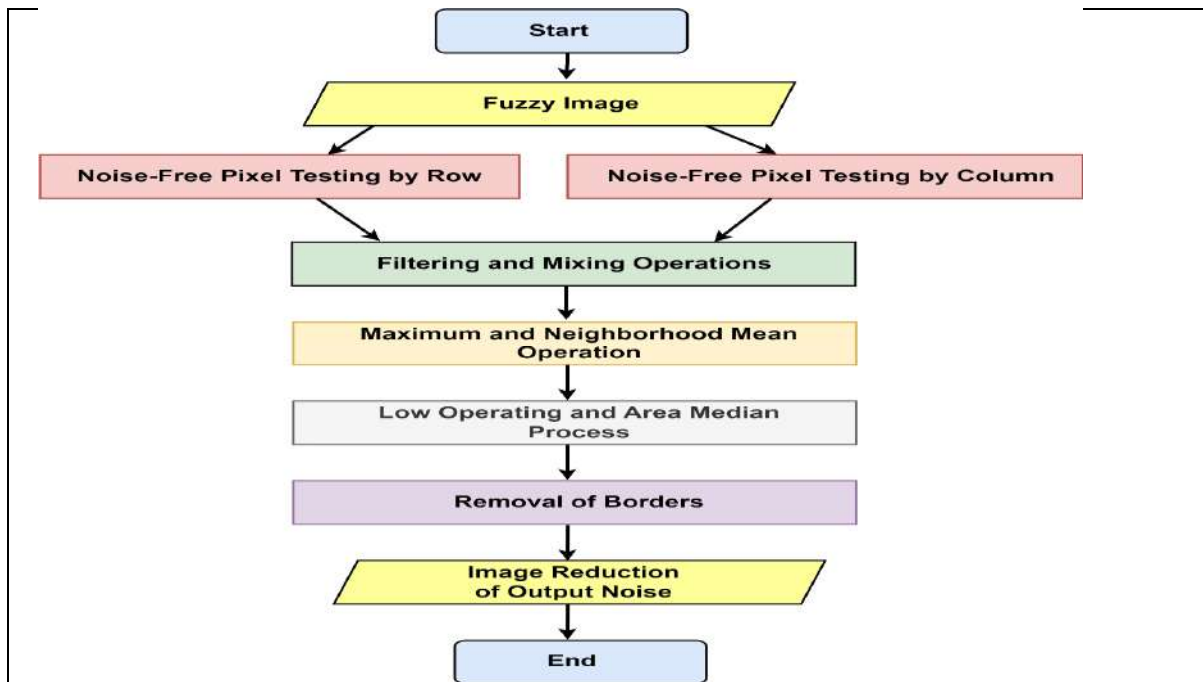 Start
Fuzzy Image
Noise-Free Pixel Testing by Row
Noise-Free Pixel Testing by Column
Filtering and Mixing Operations
Maximum and Neighborhood Mean
Operation
Low Operating and Area Median
Process
Removal of Borders
Image Reduction
of Output Noise
End